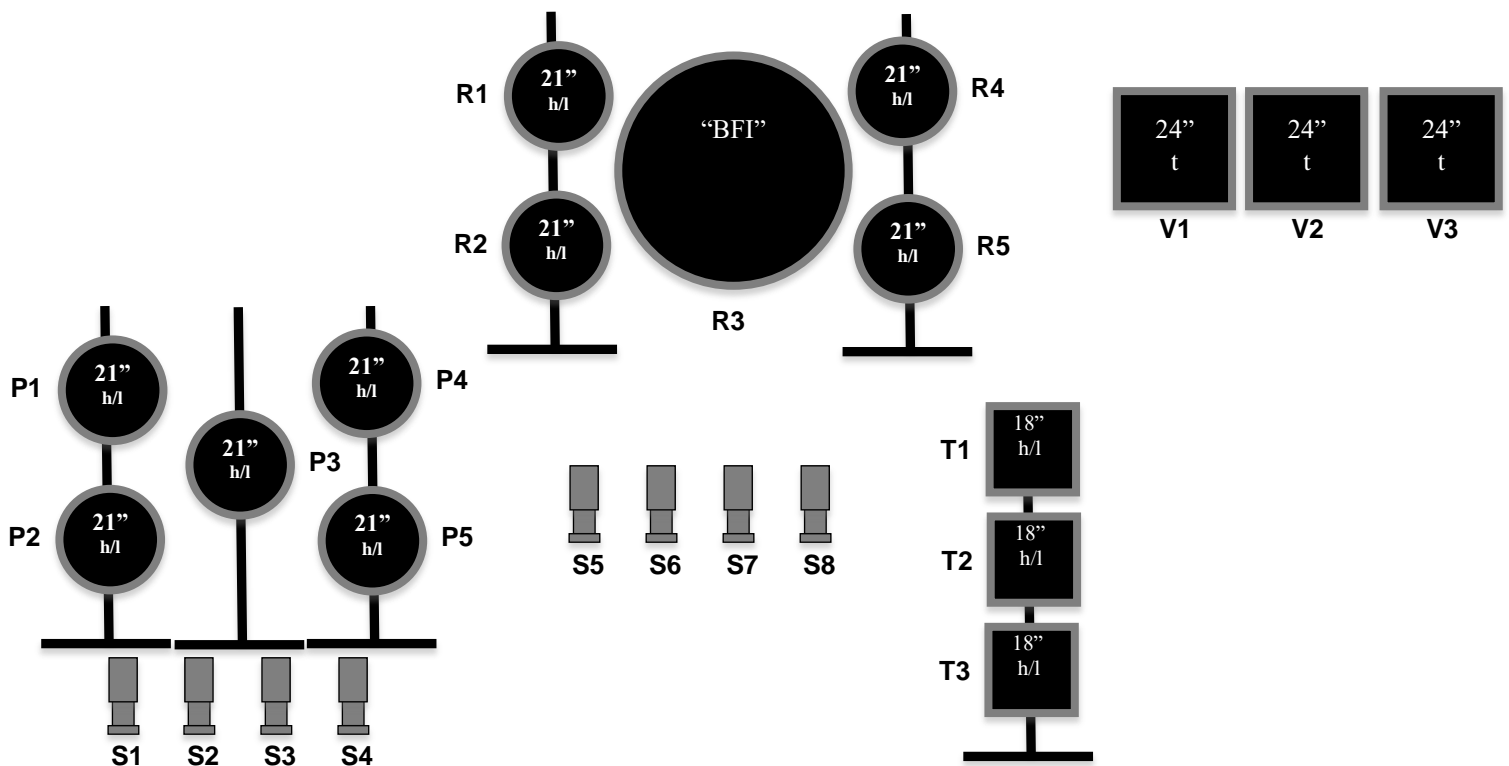 R1
21”
h/l
R2
21”
h/l
“BFI”
R3
21”
h/l
R4
21”
h/l
R5
24”
t
V1
24”
t
V2
24”
t
V3
P1
21”
h/l
P2
21”
h/l
21”
h/l
P3
21”
h/l
P4
21”
h/l
P5
S1
S2
S3
S4
S5
S6
S7
S8
T1
18”
h/l
T2
18”
h/l
T3
18”
h/l